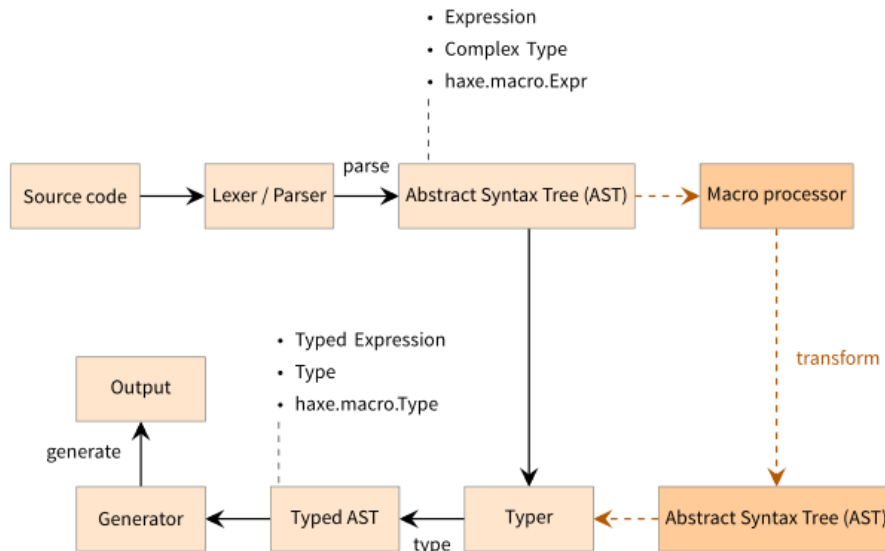 • Expression
• Complex Type
• haxe.macro.Expr
parse
Source code
Lexer / Parser
Abstract Syntax Tree (AST)
Macro processor
• Typed Expression
• Type
• haxe.macro.Type
transform
Output
generate
Generator
Typed AST
type
Typer
Abstract Syntax Tree (AST)